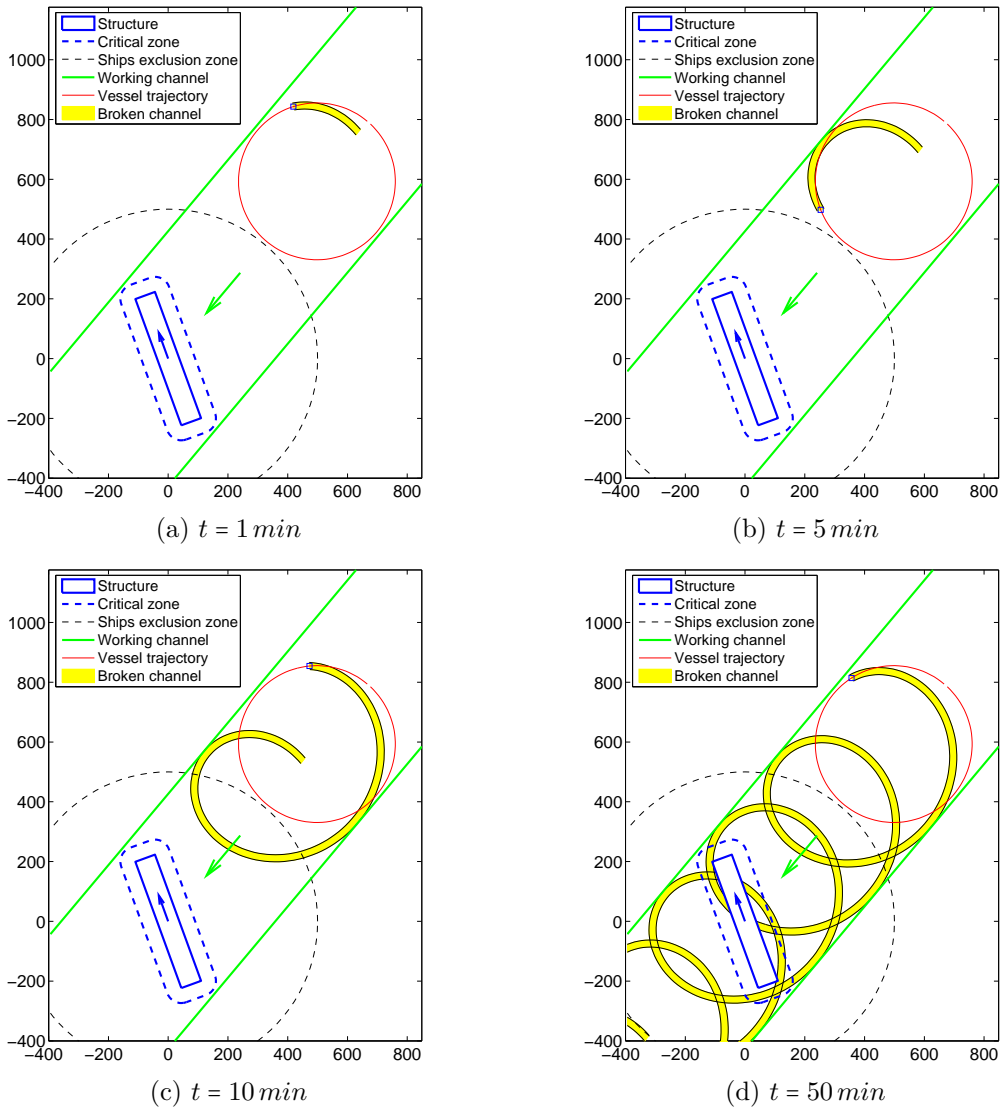 Structure
Critical zone
Ships exclusion zone
Working channel
Vessel trajectory
Broken channel
1000
800
600
400
200
0
−200
−400
−400 −200 0 200 400 600 800
(a) t = 1 min
Structure
Critical zone
Ships exclusion zone
Working channel
Vessel trajectory
Broken channel
1000
800
600
400
200
0
−200
−400
−400 −200 0 200 400 600 800
(b) t = 5 min
Structure
Critical zone
Ships exclusion zone
Working channel
Vessel trajectory
Broken channel
1000
800
600
400
200
0
−200
−400
−400 −200 0 200 400 600 800
(c) t = 10 min
Structure
Critical zone
Ships exclusion zone
Working channel
Vessel trajectory
Broken channel
1000
800
600
400
200
0
−200
−400
−400 −200 0 200 400 600 800
(d) t = 50 min